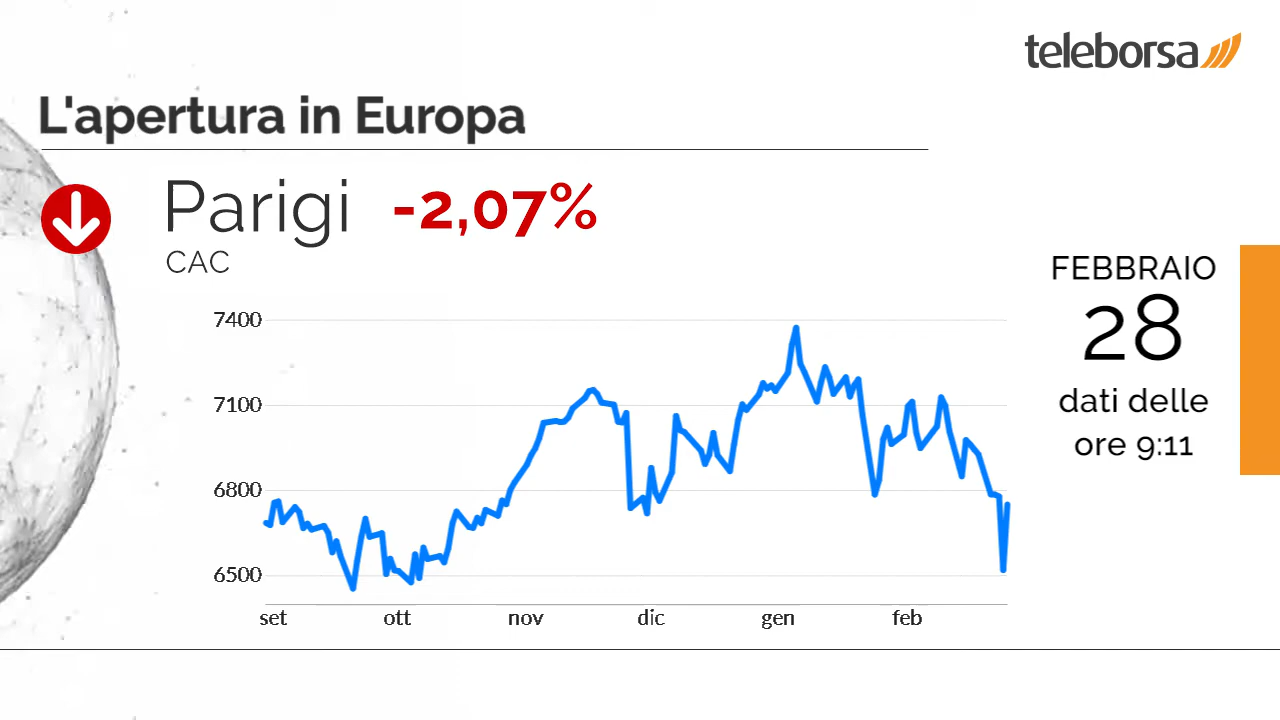 teleborsa
L'apertura in Europa
Parigi -2,07%
CAC
FEBBRAIO
28
dati delle
ore 9:11
7400
7100
6800
6500
set ott nov dic gen feb